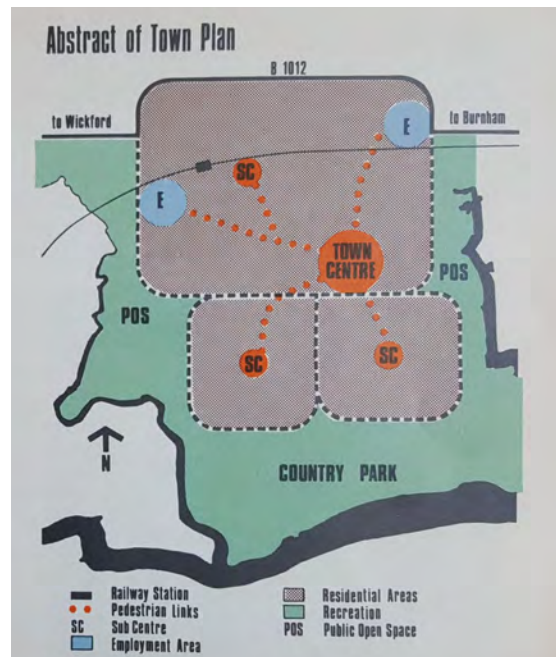 Abstract of Town Plan
B 1012
to Wickford
to Burnham
E
SC
E
TOWN
CENTRE
POS
POS
SC
SC
N
COUNTRY PARK
Railway Station
Pedestrian Links
SC Sub Centre
Employment Area
Residential Areas
Recreation
POS Public Open Space